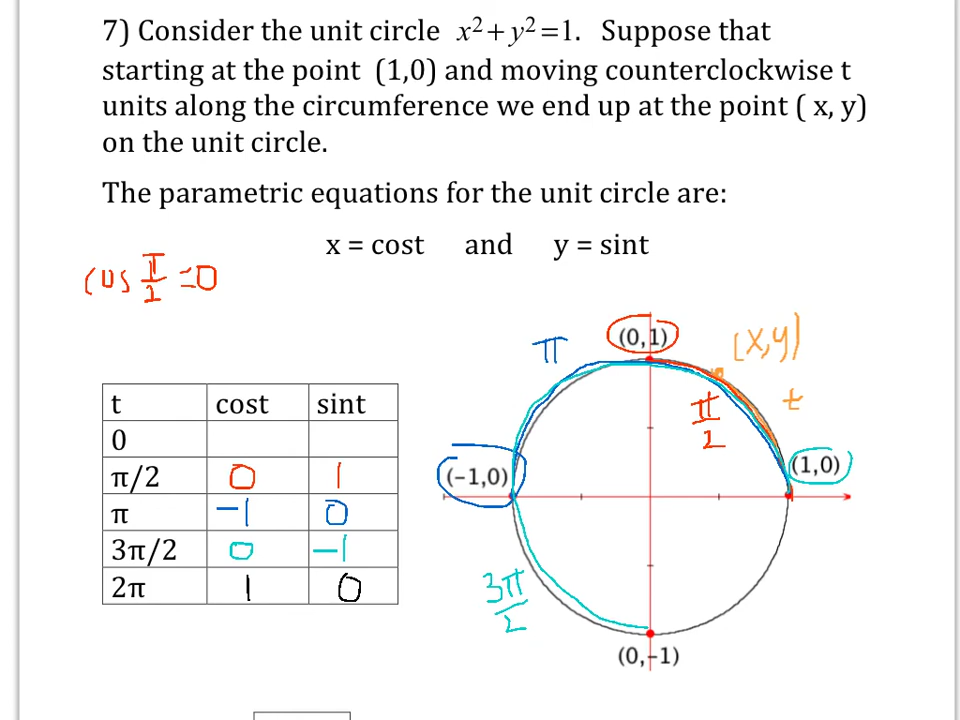 7) Consider the unit circle x²+y²=1. Suppose that
starting at the point (1,0) and moving counterclockwise t
units along the circumference we end up at the point ( x, y)
on the unit circle.
The parametric equations for the unit circle are:
x = cost and y = sint
cos π/2 =0
(0,1)
(x,y)
π
t
π/2
(-1,0)
(1,0)
3π/2
(0,-1)
t cost sint
0
π/2 0 1
π -1 0
3π/2 0 -1
2π 1 0